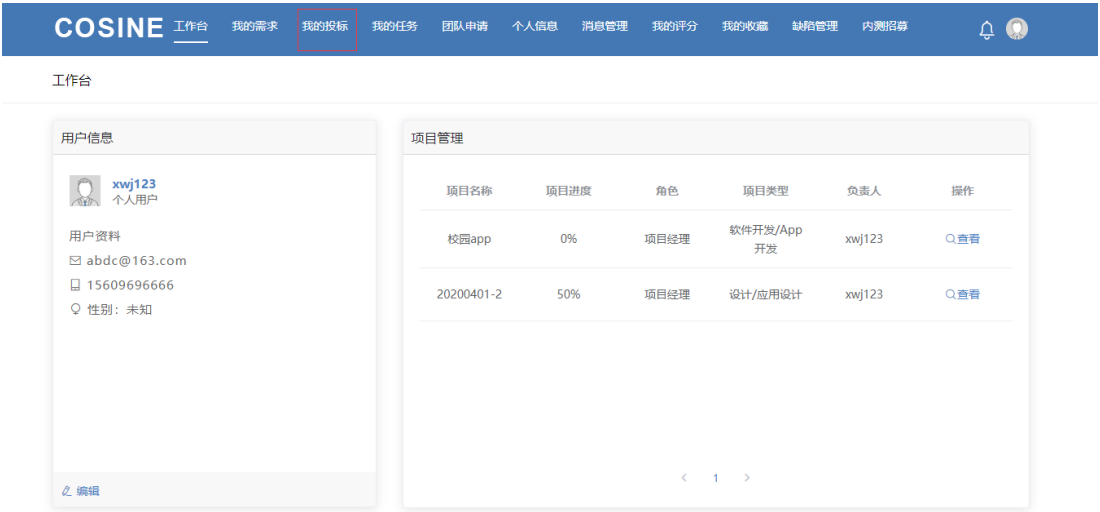 COSINE 工作台 我的需求 我的投标 我的任务 团队申请 个人信息 消息管理 我的评分 我的收藏 缺陷管理 内测招募
工作台
用户信息
xwj123
个人用户
用户资料
abdc@163.com
15609696666
性别：未知
编辑
项目管理
项目名称 项目进度 角色 项目类型 负责人 操作
校园app 0% 项目经理 软件开发/App开发 xwj123 查看
20200401-2 50% 项目经理 设计/应用设计 xwj123 查看
1